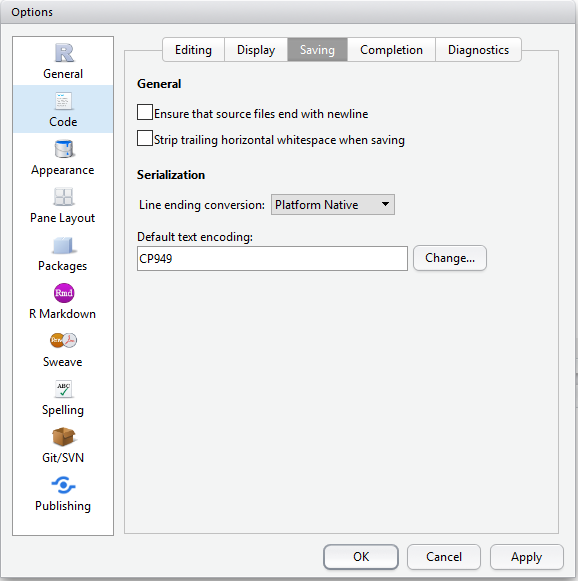 Options
R
General
Code
Appearance
Pane Layout
Packages
Rmd
R Markdown
Sweave
ABC
Spelling
Git/SVN
Publishing
Editing
Display
Saving
Completion
Diagnostics
General
Ensure that source files end with newline
Strip trailing horizontal whitespace when saving
Serialization
Line ending conversion: Platform Native
Default text encoding:
CP949 Change...
OK Cancel Apply